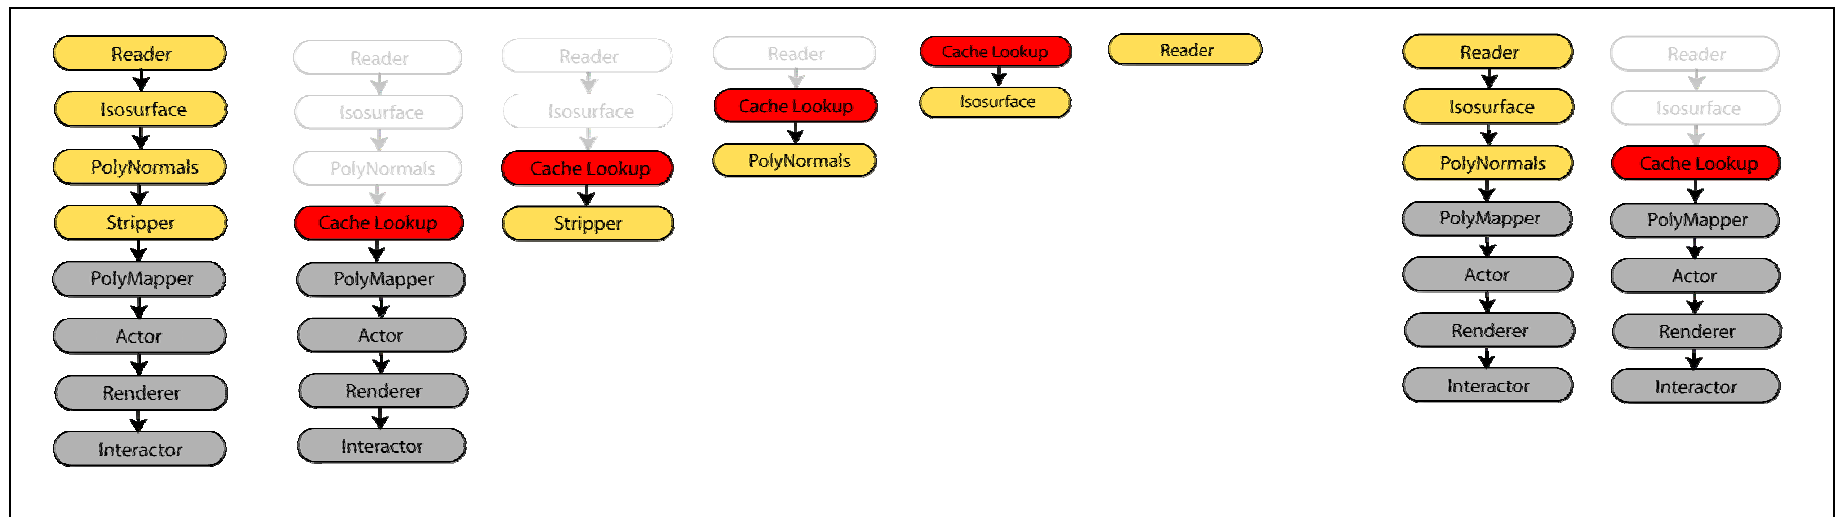 Reader
Isosurface
PolyNormals
Stripper
PolyMapper
Actor
Renderer
Interactor
Reader
Isosurface
PolyNormals
Cache Lookup
PolyMapper
Actor
Renderer
Interactor
Reader
Isosurface
Cache Lookup
Stripper
Reader
Cache Lookup
PolyNormals
Cache Lookup
Isosurface
Reader
Reader
Isosurface
PolyNormals
PolyMapper
Actor
Renderer
Interactor
Reader
Isosurface
Cache Lookup
PolyMapper
Actor
Renderer
Interactor